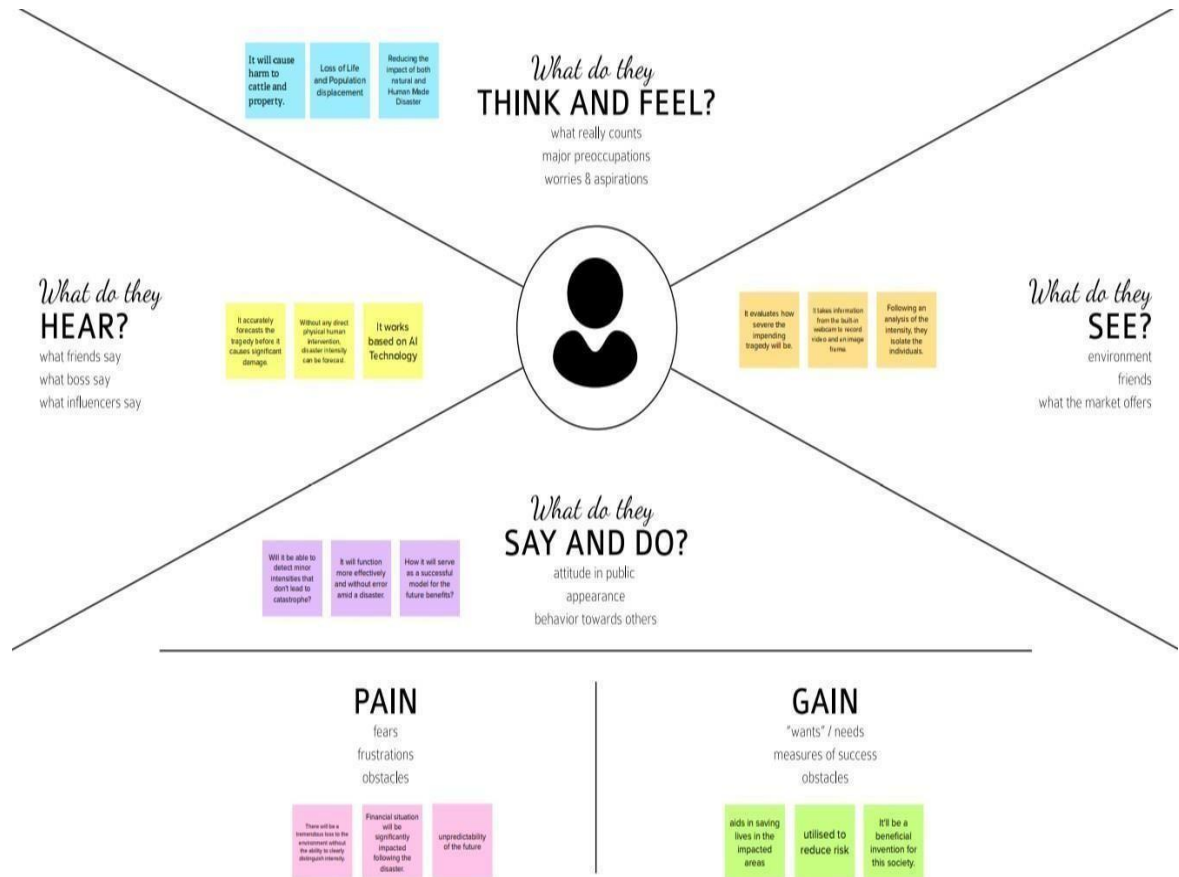 It will cause
harm to
cattle and
property.
Loss of Life
and Population
displacement
Reducing the
impact of both
natural and
Human Made
Disaster
What do they
THINK AND FEEL?
what really counts
major preoccupations
worries & aspirations
What do they
HEAR?
what friends say
what boss say
what influencers say
It accurately
forecasts the
tragedy before it
causes significant
damage.
Without any direct
physical human
intervention,
disaster intensity
can be forecast.
It works
based on AI
Technology
It evaluates how
severe the
impending
tragedy will be.
It takes information
from the built-in
webcam to record
video and an image
frame.
Following an
analysis of the
intensity, they
isolate the
individuals.
What do they
SEE?
environment
friends
what the market offers
What do they
SAY AND DO?
attitude in public
appearance
behavior towards others
Will it be able to
detect minor
intensities that
don't lead to
catastrophe?
It will function
more effectively
and without error
amid a disaster.
How it will serve
as a successful
model for the
future benefits?
PAIN
fears
frustrations
obstacles
There will be a
tremendous loss to the
environment without
the ability to clearly
distinguish intensity.
Financial situation
will be
significantly
impacted
following the
disaster.
unpredictability
of the future
GAIN
"wants" / needs
measures of success
obstacles
aids in saving
lives in the
impacted
areas
utilised to
reduce risk
It'll be a
beneficial
invention for
this society.